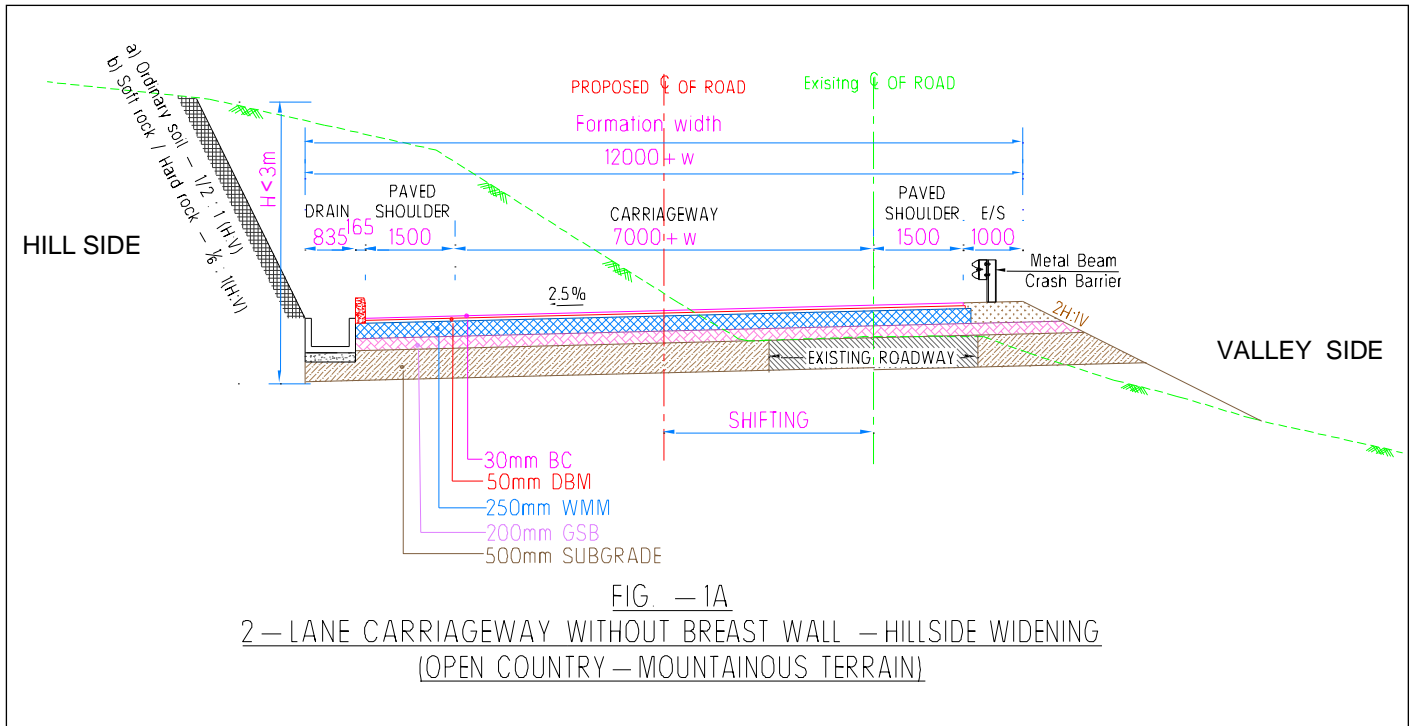 a) Ordinary soil – 1/2 : 1 (H:V)
b) Soft rock / Hard rock – ⅙ : 1(H:V)
PROPOSED ℄ OF ROAD
Exisitng ℄ OF ROAD
Formation width
12000+w
H<3m
DRAIN
835
165
PAVED
SHOULDER
1500
CARRIAGEWAY
7000+w
PAVED
SHOULDER
1500
E/S
1000
HILL SIDE
Metal Beam
Crash Barrier
2.5%
2H:1V
EXISTING ROADWAY
VALLEY SIDE
SHIFTING
30mm BC
50mm DBM
250mm WMM
200mm GSB
500mm SUBGRADE
FIG. –1A
2–LANE CARRIAGEWAY WITHOUT BREAST WALL –HILLSIDE WIDENING
(OPEN COUNTRY–MOUNTAINOUS TERRAIN)